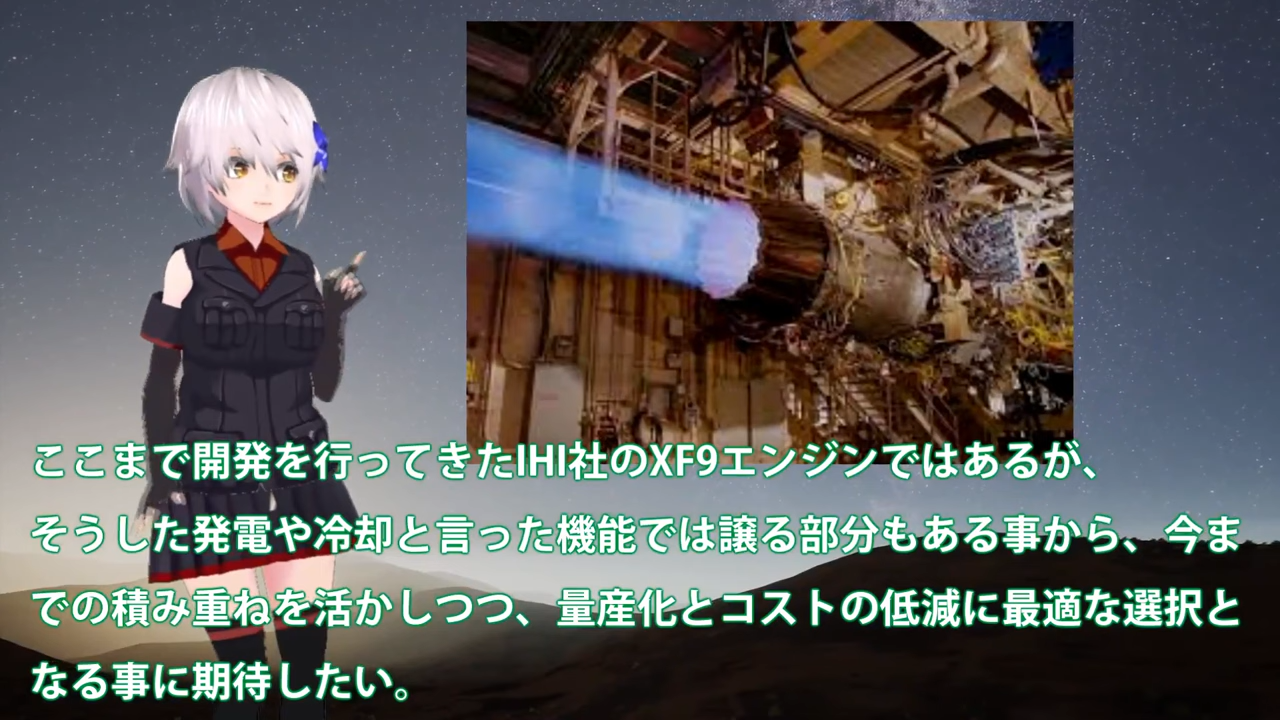 ここまで開発を行ってきたIHI社のXF9エンジンではあるが、
そうした発電や冷却と言った機能では譲る部分もある事から、今ま
での積み重ねを活かしつつ、量産化とコストの低減に最適な選択と
なる事に期待したい。